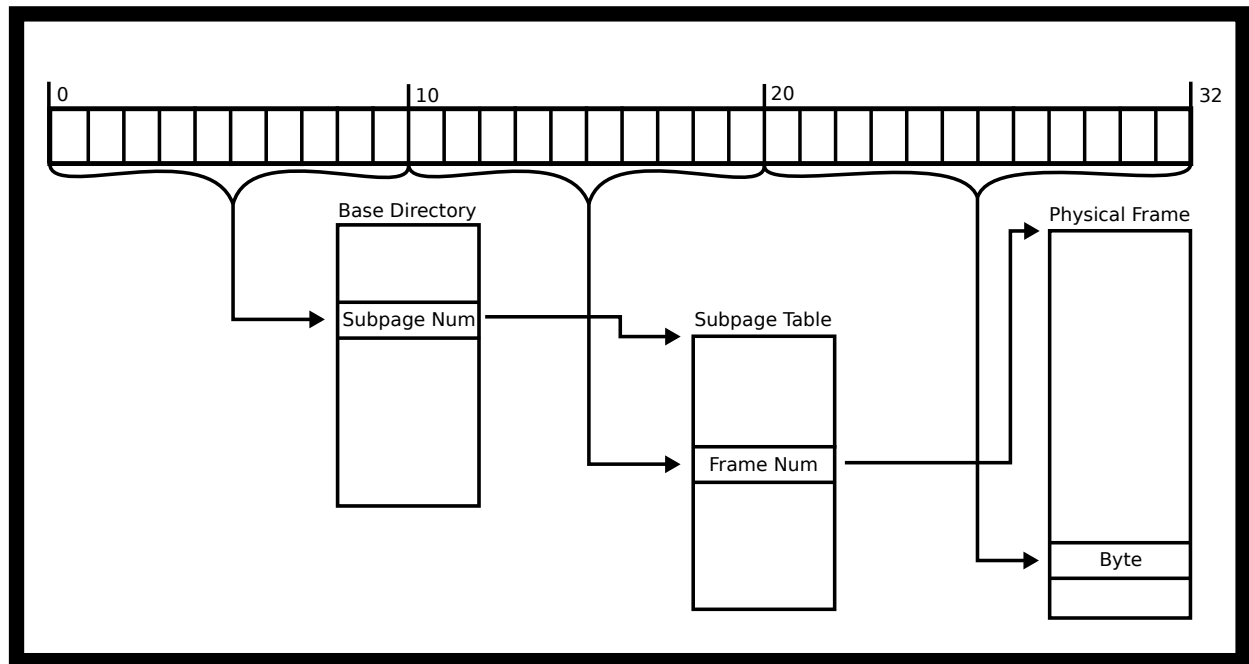 0
10
20
32
Base Directory
Physical Frame
Subpage Num
Subpage Table
Frame Num
Byte